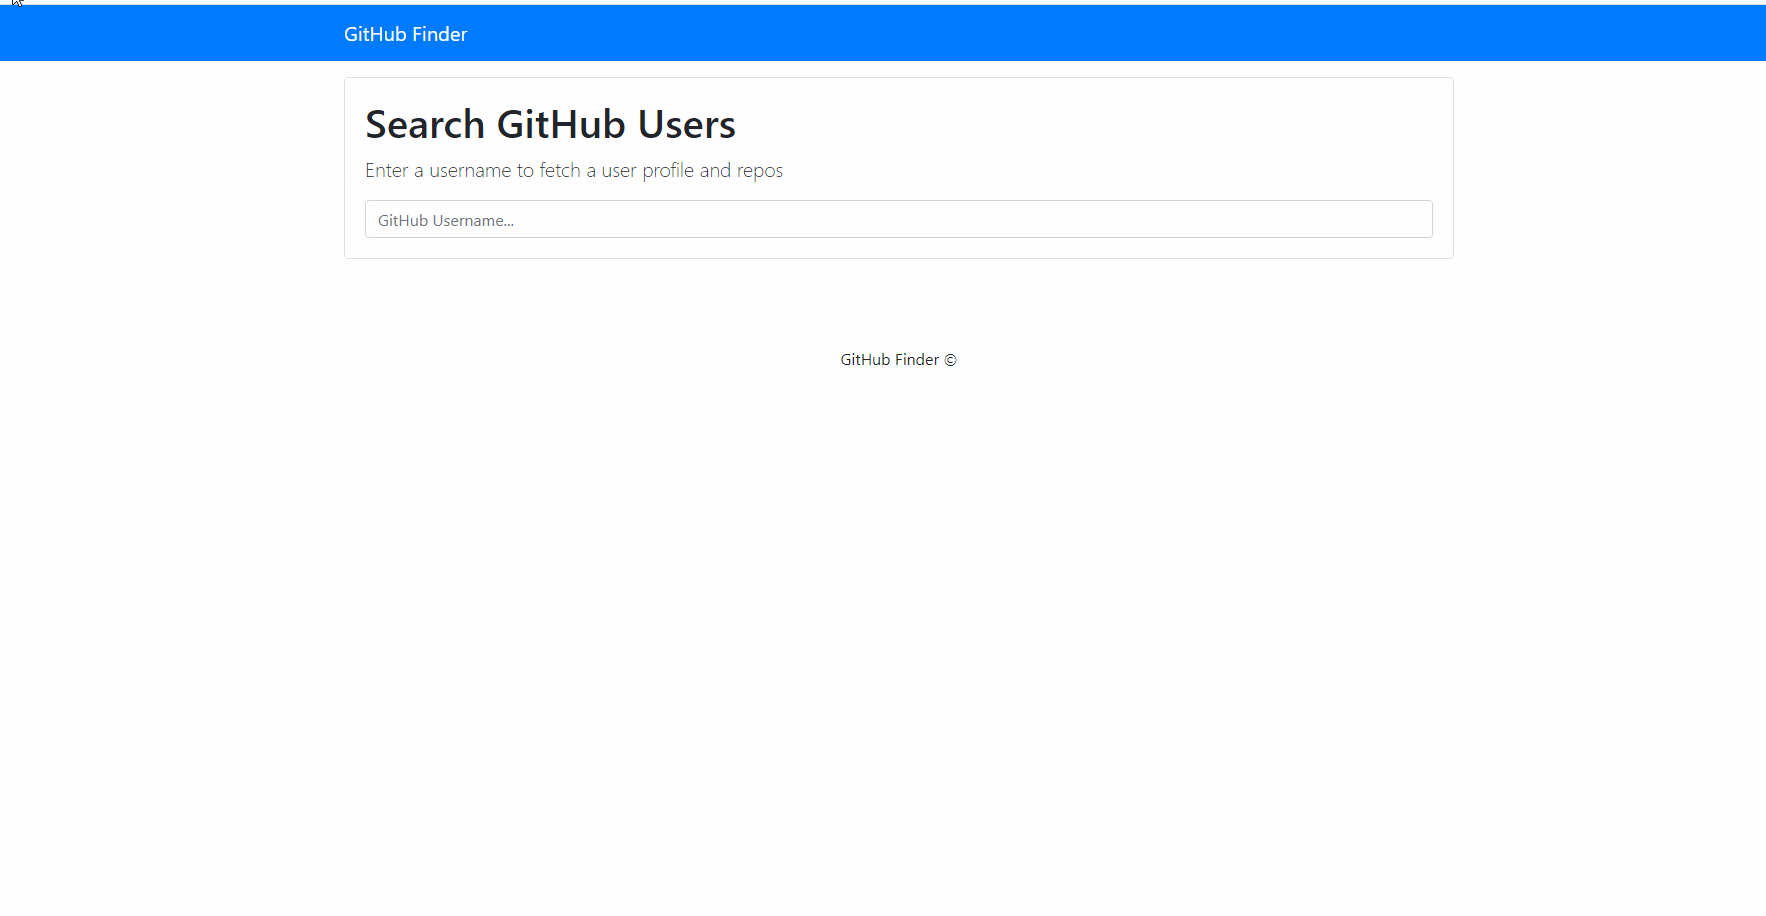 GitHub Finder
Search GitHub Users
Enter a username to fetch a user profile and repos
GitHub Username...
GitHub Finder ©